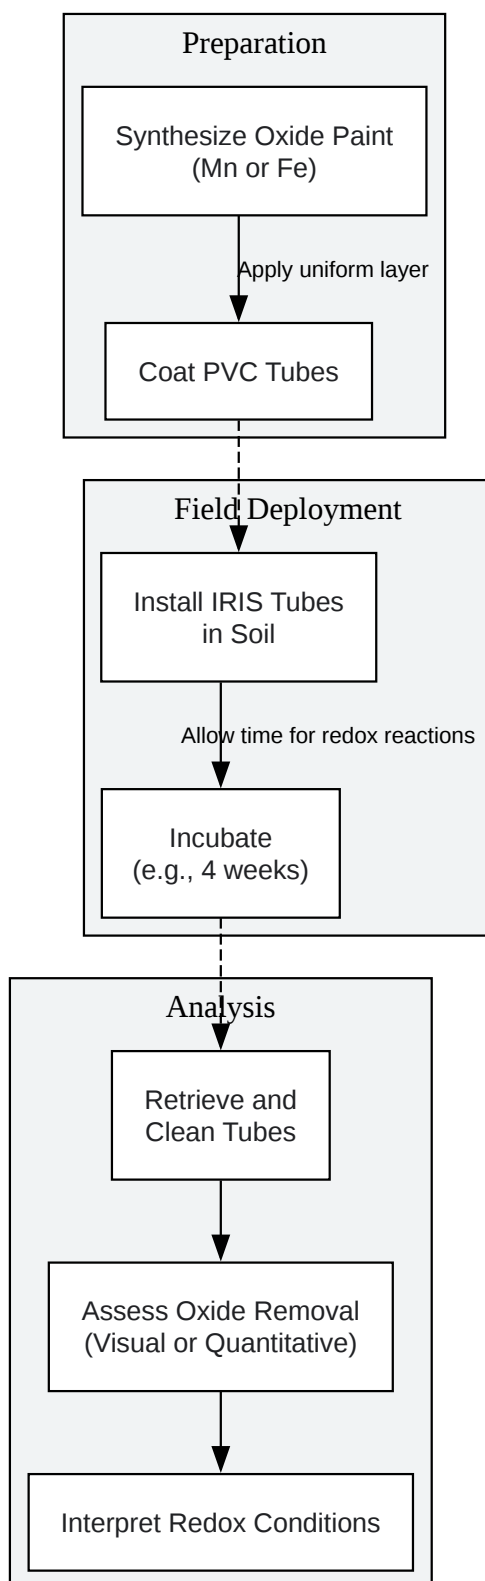 Preparation
Synthesize Oxide Paint
(Mn or Fe)
Apply uniform layer
Coat PVC Tubes
Field Deployment
Install IRIS Tubes
in Soil
Allow time for redox reactions
Incubate
(e.g., 4 weeks)
Analysis
Retrieve and
Clean Tubes
Assess Oxide Removal
(Visual or Quantitative)
Interpret Redox Conditions